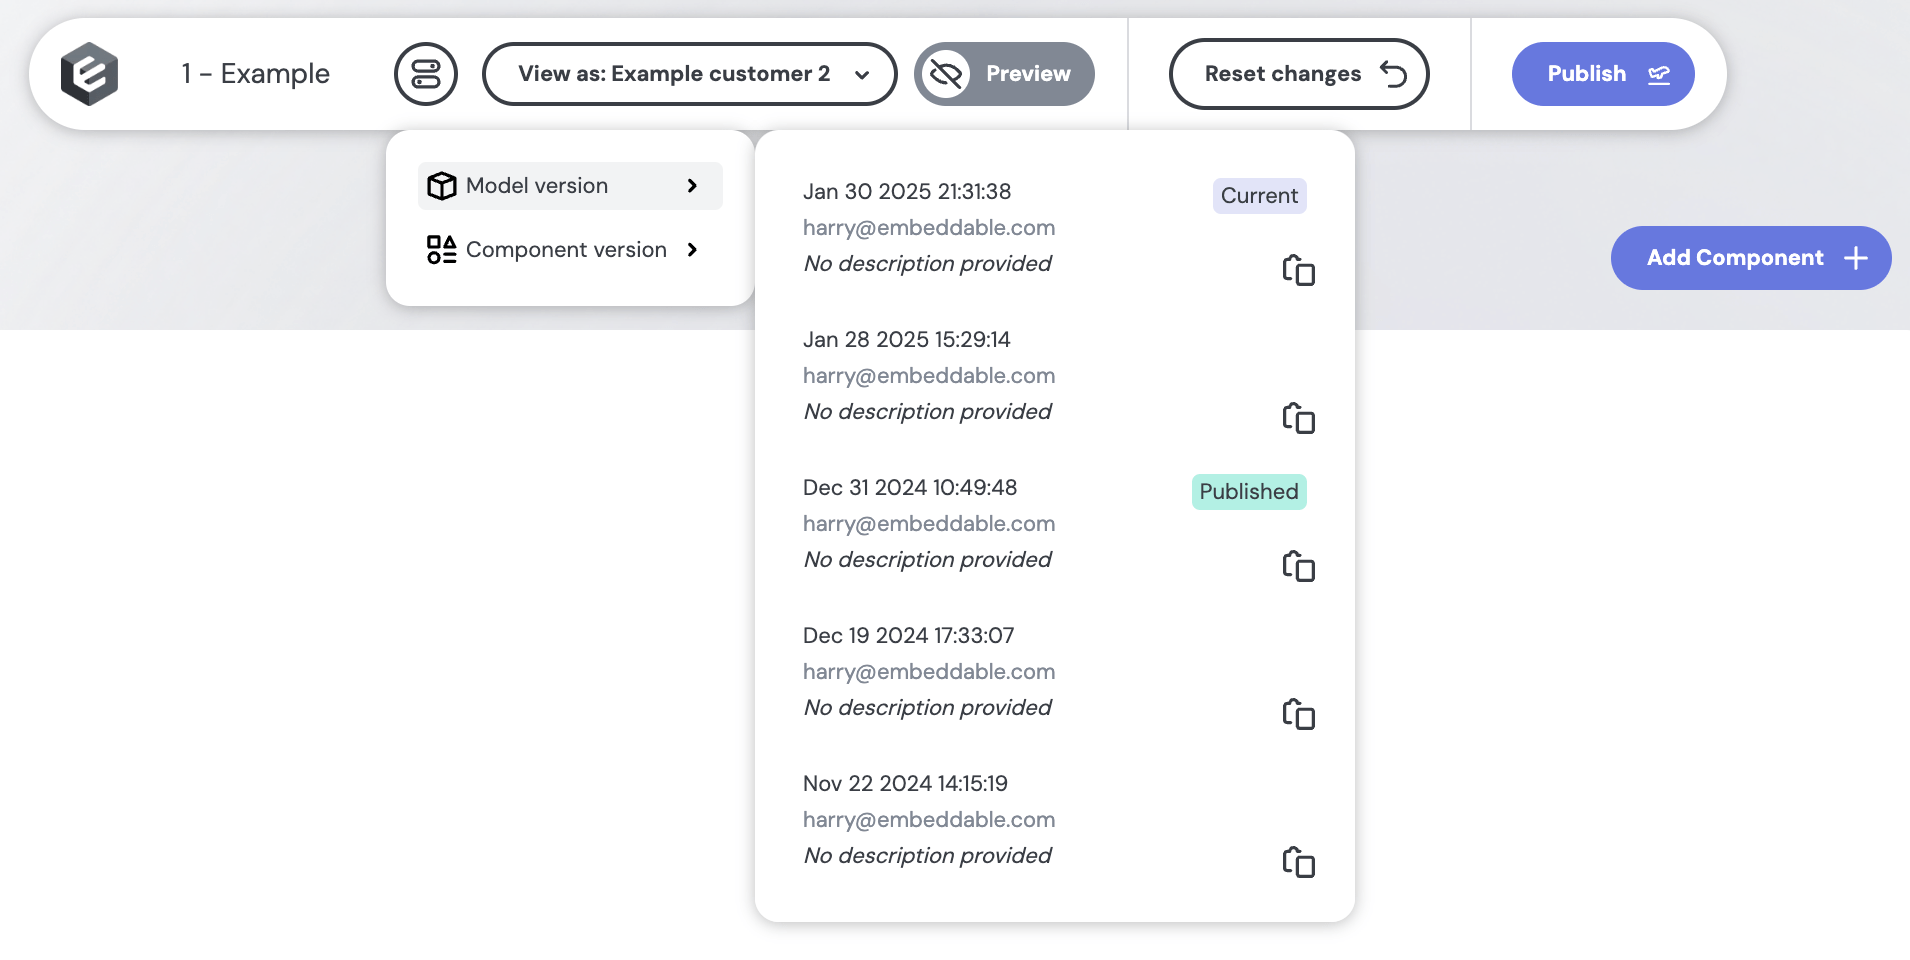 1 - Example
View as: Example customer 2
Preview
Reset changes
Publish
Model version
Component version
Add Component
Jan 30 2025 21:31:38
Current
harry@embeddable.com
No description provided
Jan 28 2025 15:29:14
harry@embeddable.com
No description provided
Dec 31 2024 10:49:48
Published
harry@embeddable.com
No description provided
Dec 19 2024 17:33:07
harry@embeddable.com
No description provided
Nov 22 2024 14:15:19
harry@embeddable.com
No description provided